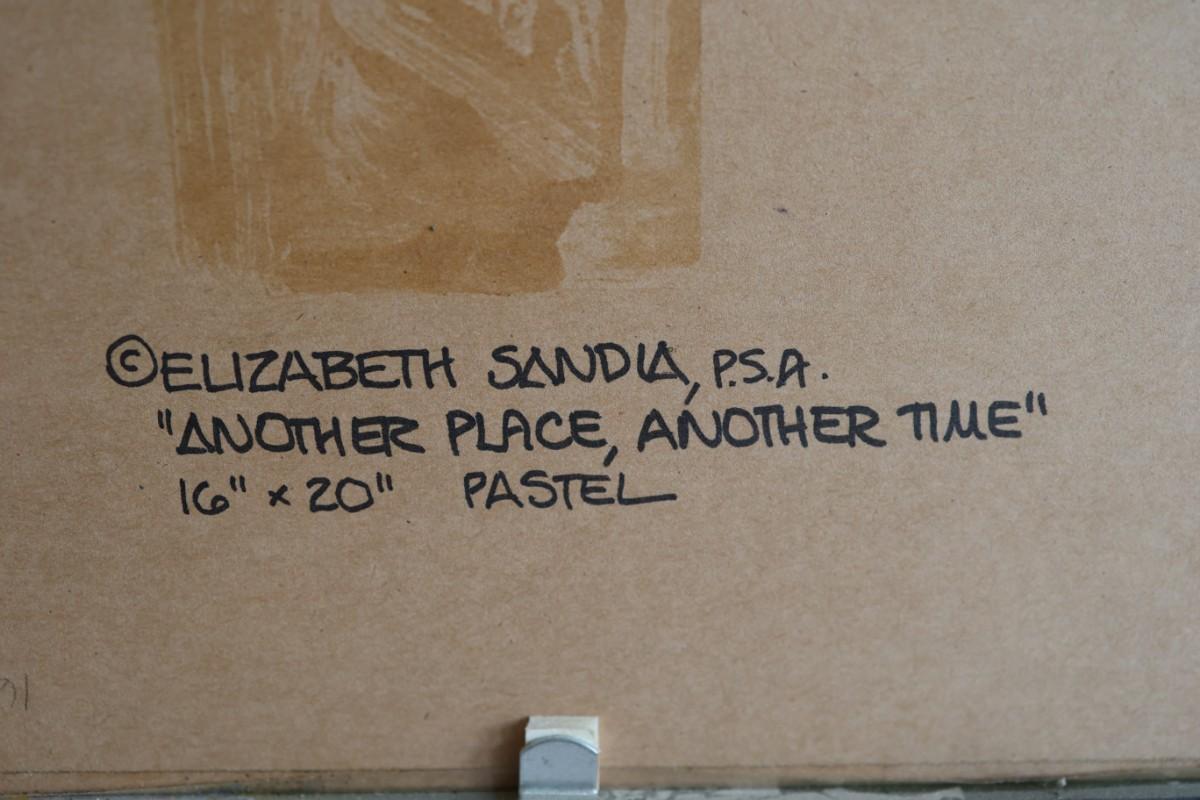 ©ELIZABETH SANDIA, P.S.A.
"ANOTHER PLACE, ANOTHER TIME"
16" x 20" PASTEL